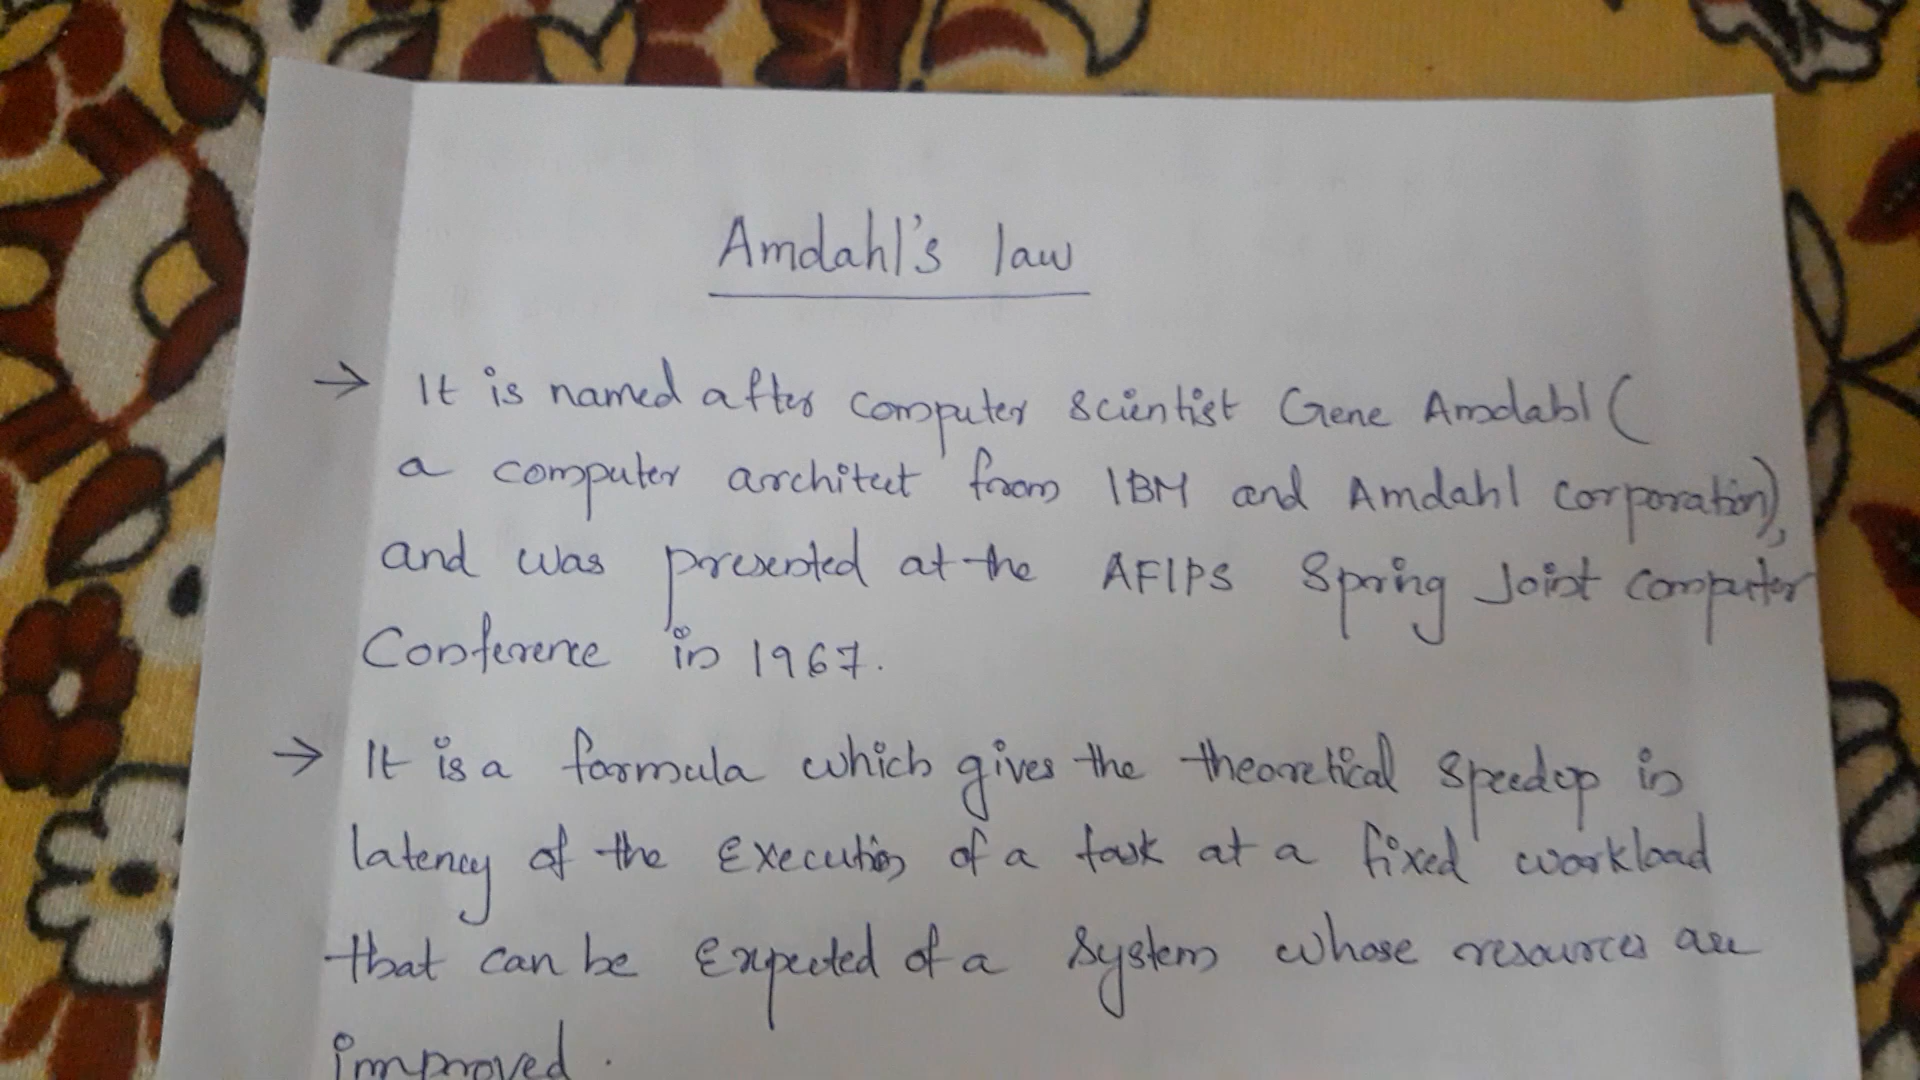 Amdahl's law
→ It is named after computer scientist Gene Amdahl (
a computer architect from IBM and Amdahl corporation),
and was presented at the AFIPS Spring Joint Computer
Conference in 1967.
→ It is a formula which gives the theoretical speedup in
latency of the execution of a task at a fixed workload
that can be expected of a system whose resources are
improved.